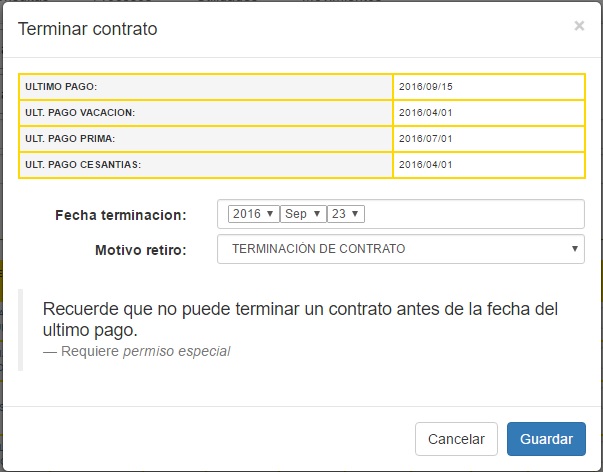 Terminar contrato ×
ULTIMO PAGO: 2016/09/15
ULT. PAGO VACACION: 2016/04/01
ULT. PAGO PRIMA: 2016/07/01
ULT. PAGO CESANTIAS: 2016/04/01
Fecha terminacion: 2016 Sep 23
Motivo retiro: TERMINACIÓN DE CONTRATO
Recuerde que no puede terminar un contrato antes de la fecha del
ultimo pago.
— Requiere permiso especial
Cancelar Guardar